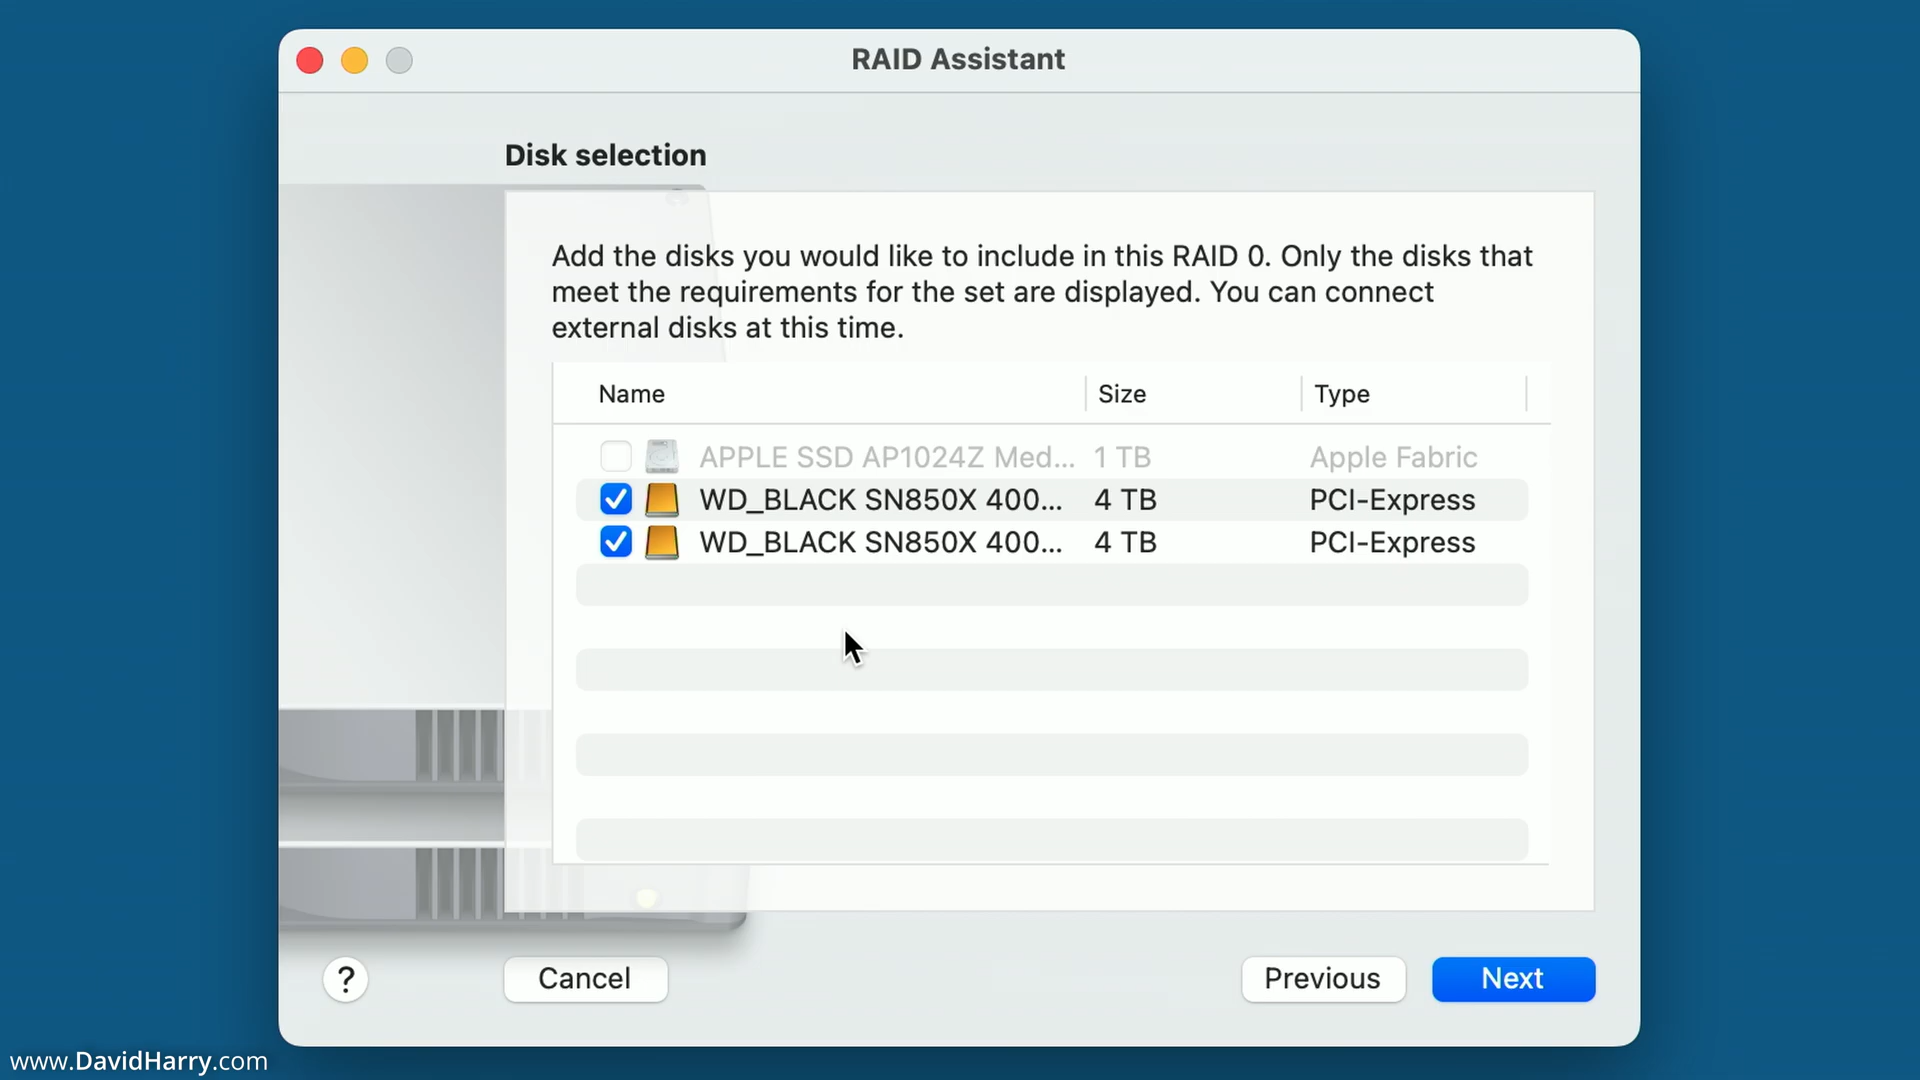 RAID Assistant
Disk selection
Add the disks you would like to include in this RAID 0. Only the disks that
meet the requirements for the set are displayed. You can connect
external disks at this time.
Name Size Type
APPLE SSD AP1024Z Med... 1 TB Apple Fabric
WD_BLACK SN850X 400... 4 TB PCI-Express
WD_BLACK SN850X 400... 4 TB PCI-Express
? Cancel Previous Next
www.DavidHarry.com